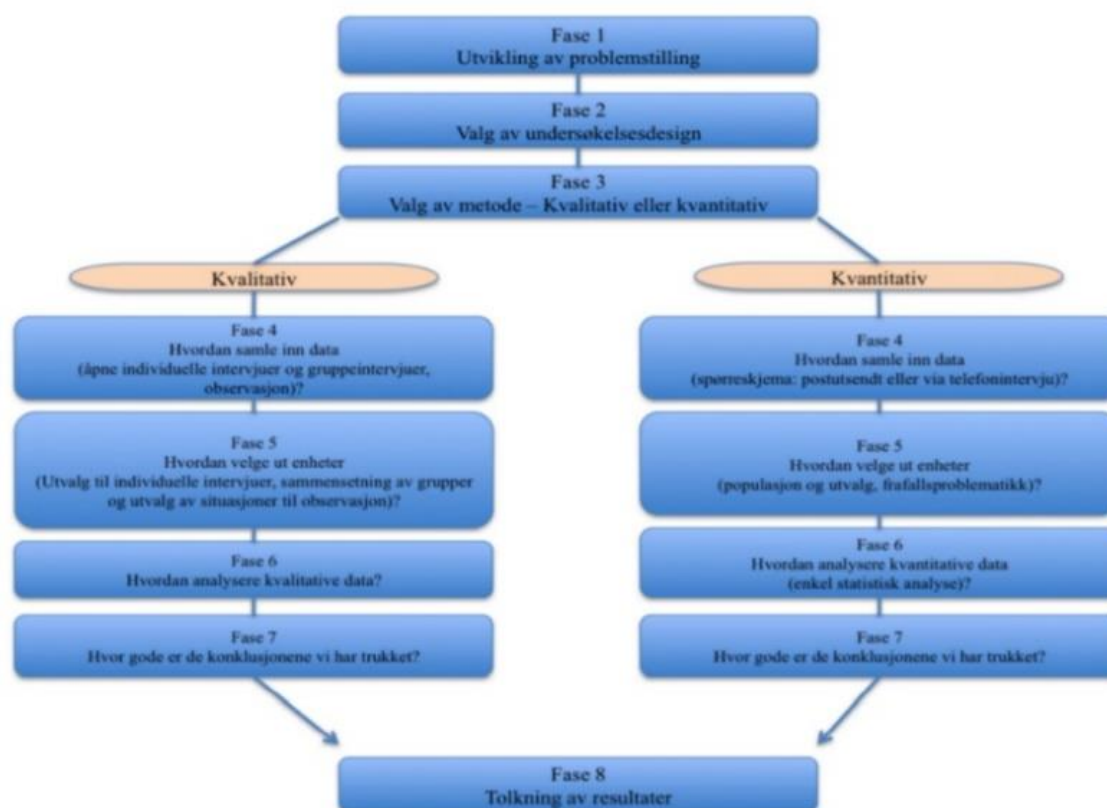 Fase 1
Utvikling av problemstilling
Fase 2
Valg av undersøkelsesdesign
Fase 3
Valg av metode – Kvalitativ eller kvantitativ
Kvalitativ
Fase 4
Hvordan samle inn data
(åpne individuelle intervjuer og gruppeintervjuer,
observasjon)?
Fase 5
Hvordan velge ut enheter
(Utvalg til individuelle intervjuer, sammensetning av grupper
og utvalg av situasjoner til observasjon)?
Fase 6
Hvordan analysere kvalitative data?
Fase 7
Hvor gode er de konklusjonene vi har trukket?
Kvantitativ
Fase 4
Hvordan samle inn data
(spørreskjema: postutsendt eller via telefonintervju)?
Fase 5
Hvordan velge ut enheter
(populasjon og utvalg, frafallsproblematikk)?
Fase 6
Hvordan analysere kvantitative data
(enkel statistisk analyse)?
Fase 7
Hvor gode er de konklusjonene vi har trukket?
Fase 8
Tolkning av resultater